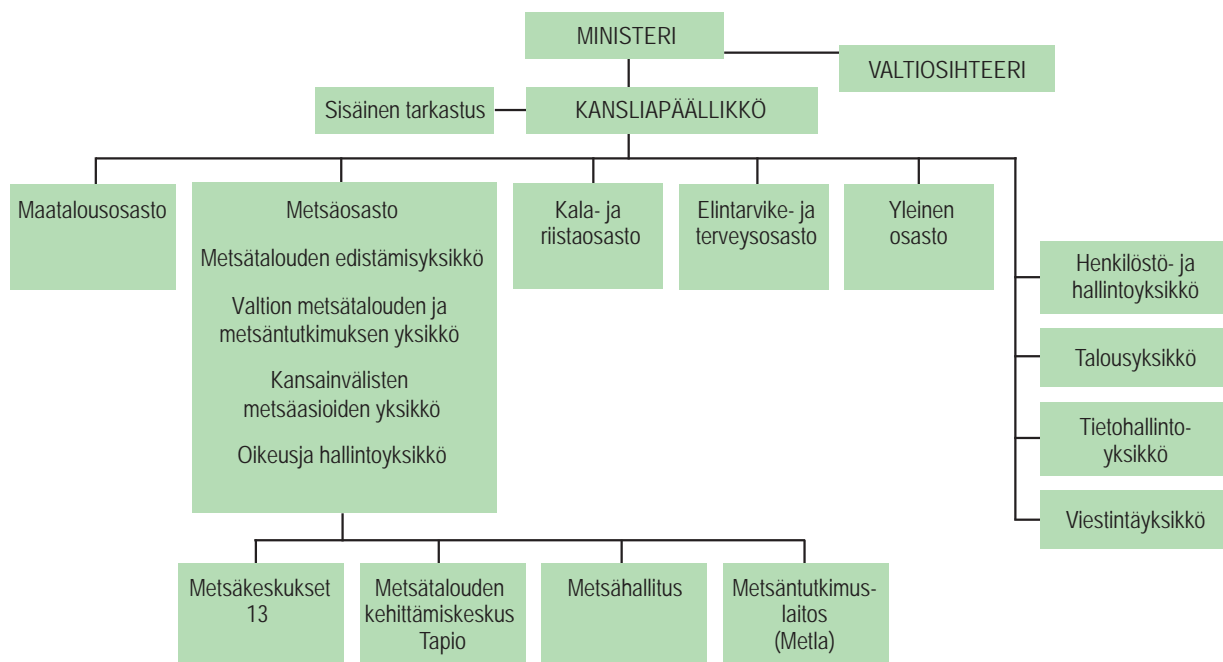 MINISTERI
VALTIOSIHTEERI
Sisäinen tarkastus
KANSLIAPÄÄLLIKKÖ
Maatalousosasto
Metsäosasto
Metsätalouden edistämisyksikkö
Valtion metsätalouden ja
metsäntutkimuksen yksikkö
Kansainvälisten
metsäasioiden yksikkö
Oikeusja hallintoyksikkö
Kala- ja
riistaosasto
Elintarvike- ja
terveysosasto
Yleinen
osasto
Henkilöstö- ja
hallintoyksikkö
Talousyksikkö
Tietohallinto-
yksikkö
Viestintäyksikkö
Metsäkeskukset
13
Metsätalouden
kehittämiskeskus
Tapio
Metsähallitus
Metsäntutkimus-
laitos
(Metla)